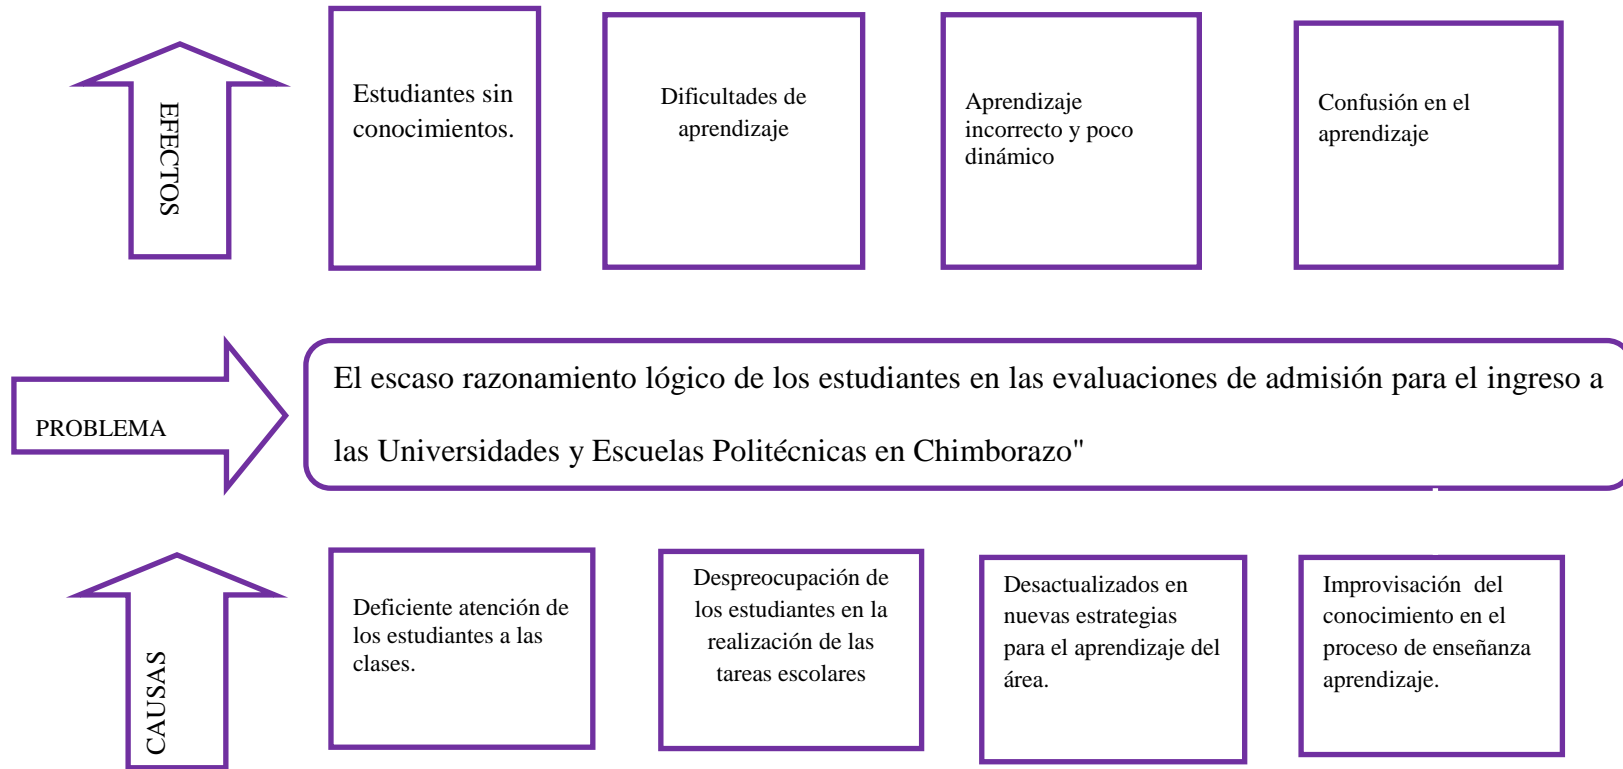 EFECTOS
Estudiantes sin
conocimientos.
Dificultades de
aprendizaje
Aprendizaje
incorrecto y poco
dinámico
Confusión en el
aprendizaje
PROBLEMA
El escaso razonamiento lógico de los estudiantes en las evaluaciones de admisión para el ingreso a
las Universidades y Escuelas Politécnicas en Chimborazo"
CAUSAS
Deficiente atención de
los estudiantes a las
clases.
Despreocupación de
los estudiantes en la
realización de las
tareas escolares
Desactualizados en
nuevas estrategias
para el aprendizaje del
área.
Improvisación  del
conocimiento en el
proceso de enseñanza
aprendizaje.